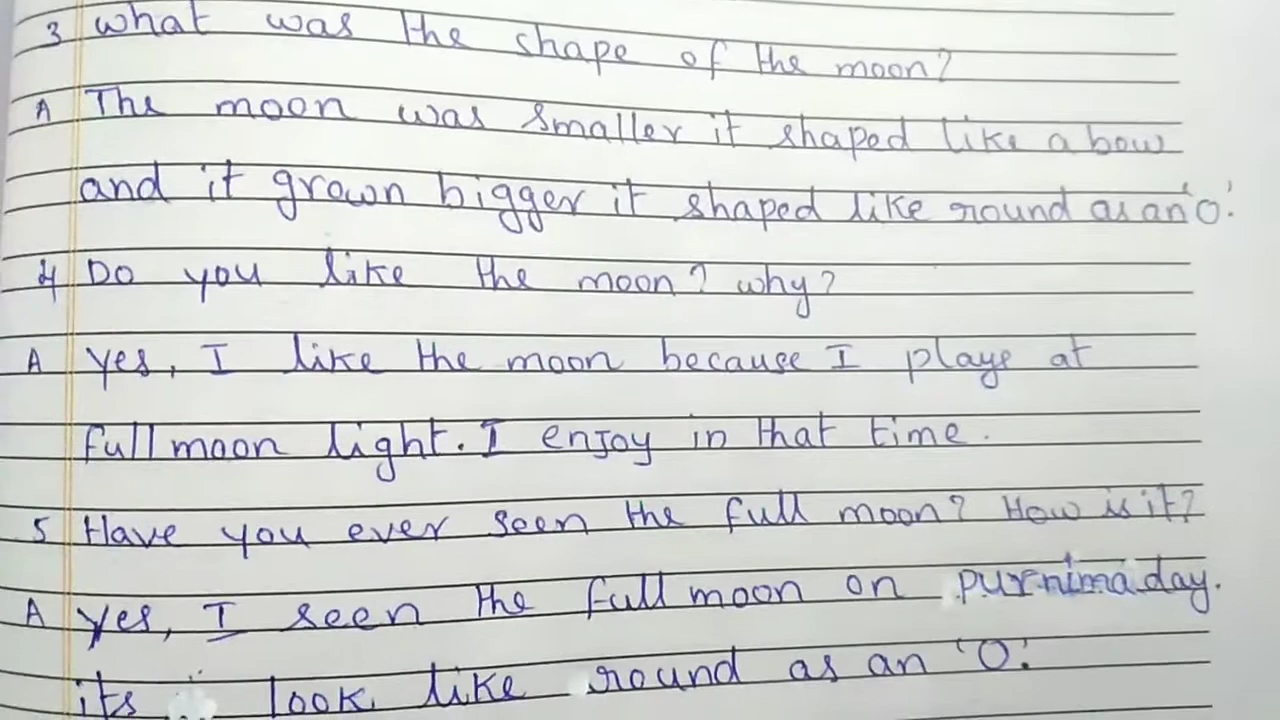 3 what was the shape of the moon?
A The moon was smaller it shaped like a bow
and it grown bigger it shaped like round as an 'o'.
4 Do you like the moon? why?
A yes, I like the moon because I plays at
full moon light. I enjoy in that time.
5 Have you ever seen the full moon? How is it?
A yes, I seen the full moon on purnima day.
its look like round as an 'O'.